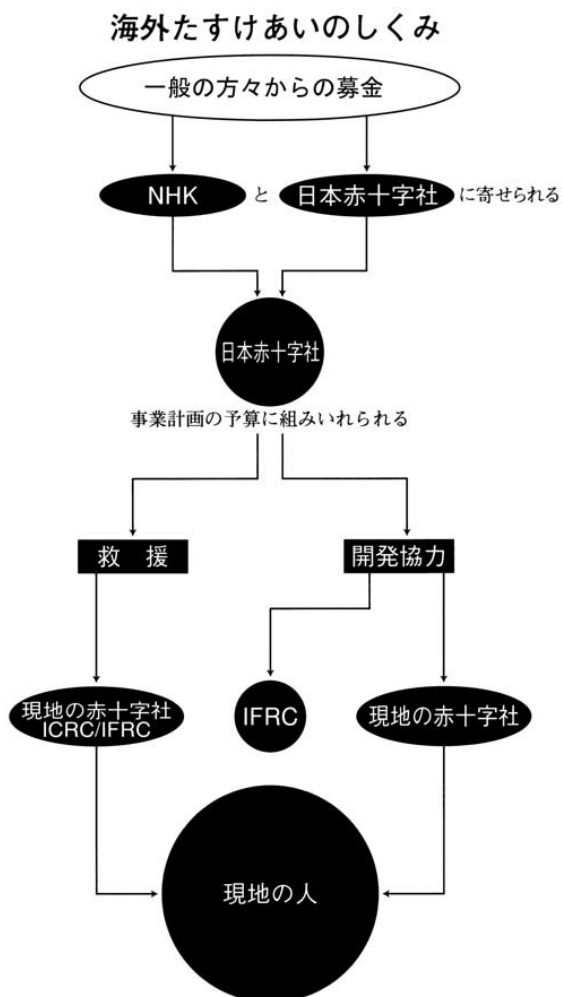 海外たすけあいのしくみ
一般の方々からの募金
NHK と 日本赤十字社 に寄せられる
日本赤十字社
事業計画の予算に組みいれられる
救　援
開発協力
現地の赤十字社
ICRC/IFRC
IFRC
現地の赤十字社
現地の人